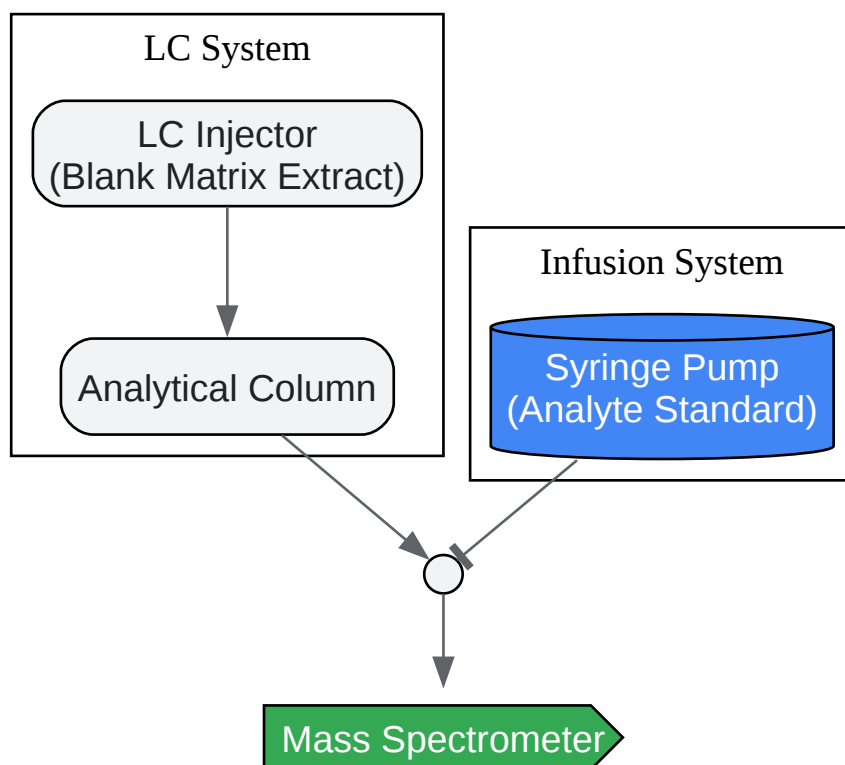 LC System
LC Injector
(Blank Matrix Extract)
Analytical Column
Infusion System
Syringe Pump
(Analyte Standard)
Mass Spectrometer